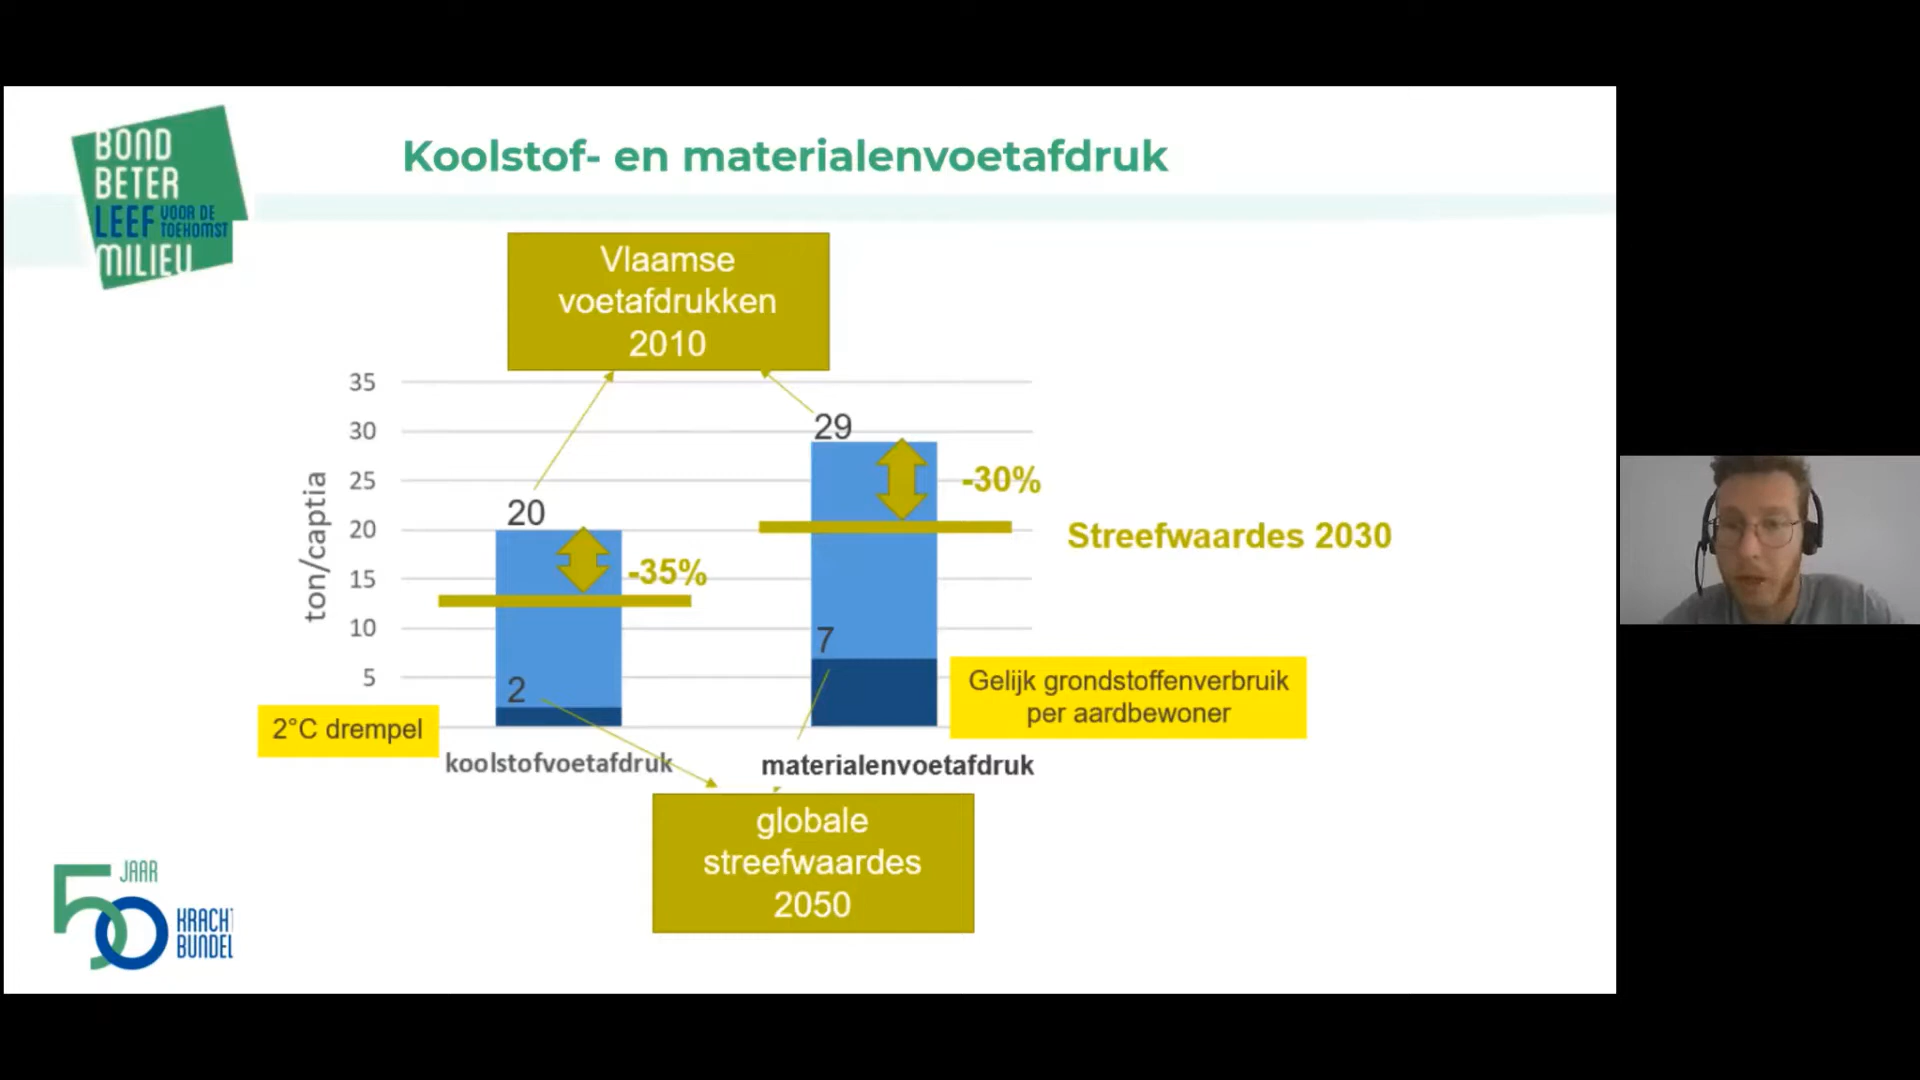 BOND
BETER
LEEF VOOR DE TOEKOMST
MILIEU
Koolstof- en materialenvoetafdruk
Vlaamse
voetafdrukken
2010
35
30
25
20
15
10
5
ton/captia
20
-35%
2
29
-30%
7
Streefwaardes 2030
2°C drempel
Gelijk grondstoffenverbruik
per aardbewoner
koolstofvoetafdruk
materialenvoetafdruk
globale
streefwaardes
2050
50 JAAR
KRACHT
BUNDEL